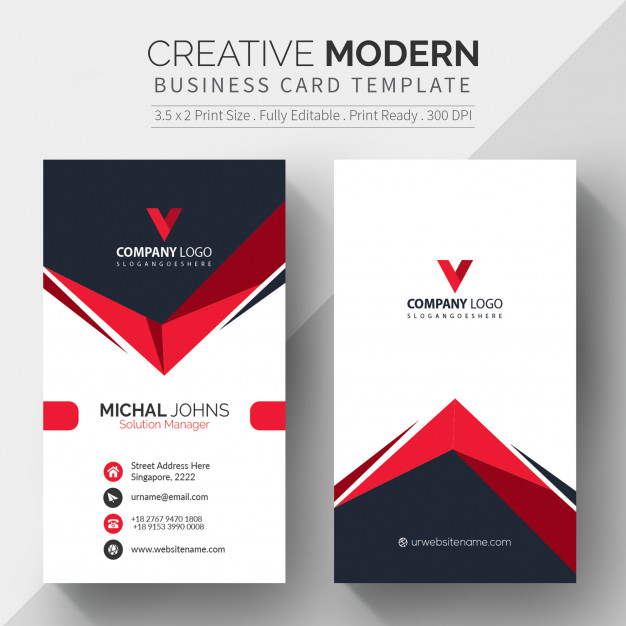 CREATIVE MODERN
BUSINESS CARD TEMPLATE
3.5 x 2 Print Size . Fully Editable . Print Ready . 300 DPI
COMPANY LOGO
SLOGANGOESHERE
MICHAL JOHNS
Solution Manager
Street Address Here
Singapore, 2222
urname@email.com
+18 2767 9470 1808
+18 9153 3990 0008
www.websitename.com
COMPANY LOGO
SLOGANGOESHERE
urwebsitename.com